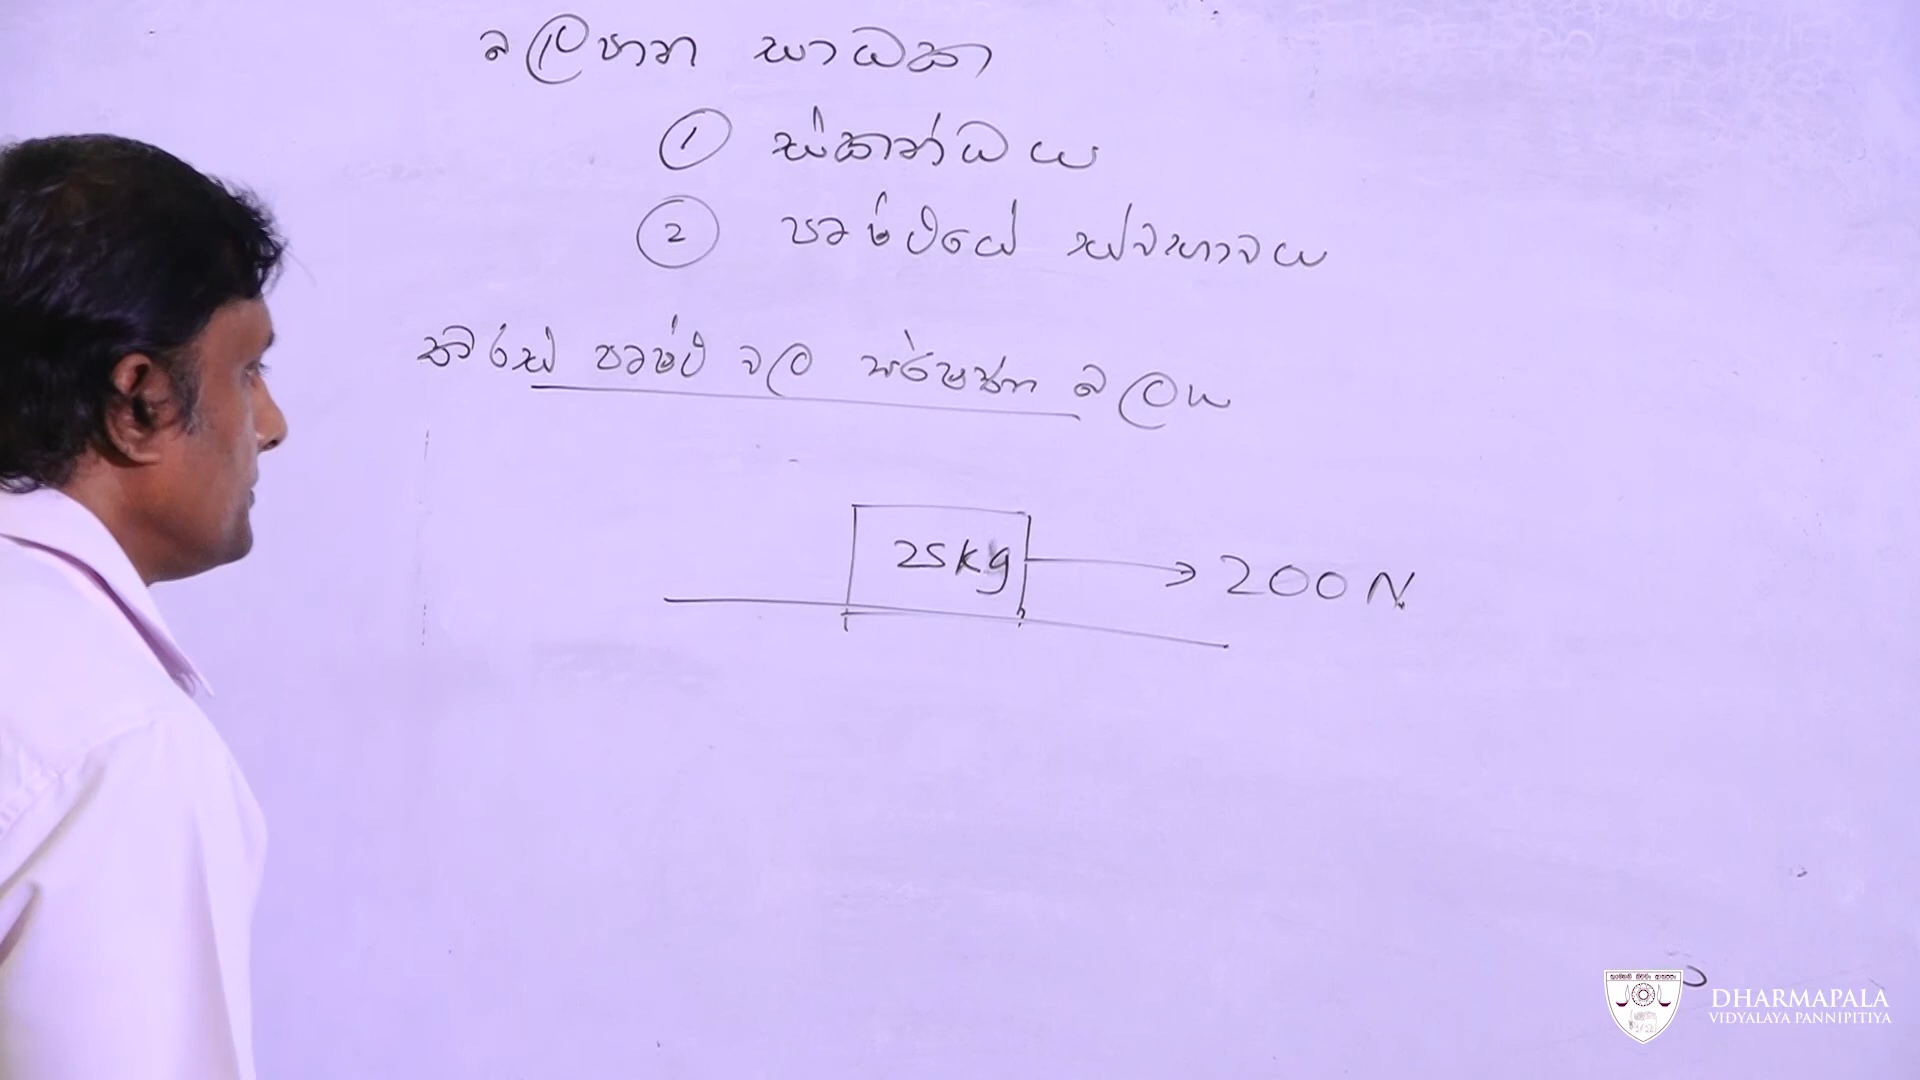 බලපාන සාධක
① ස්කන්ධය
② පෘෂ්ඨයේ ස්වභාවය
තිරස් පෘෂ්ඨ වල ඝර්ෂණ බලය
25kg → 200 N
DHARMAPALA
VIDYALAYA PANNIPITIYA